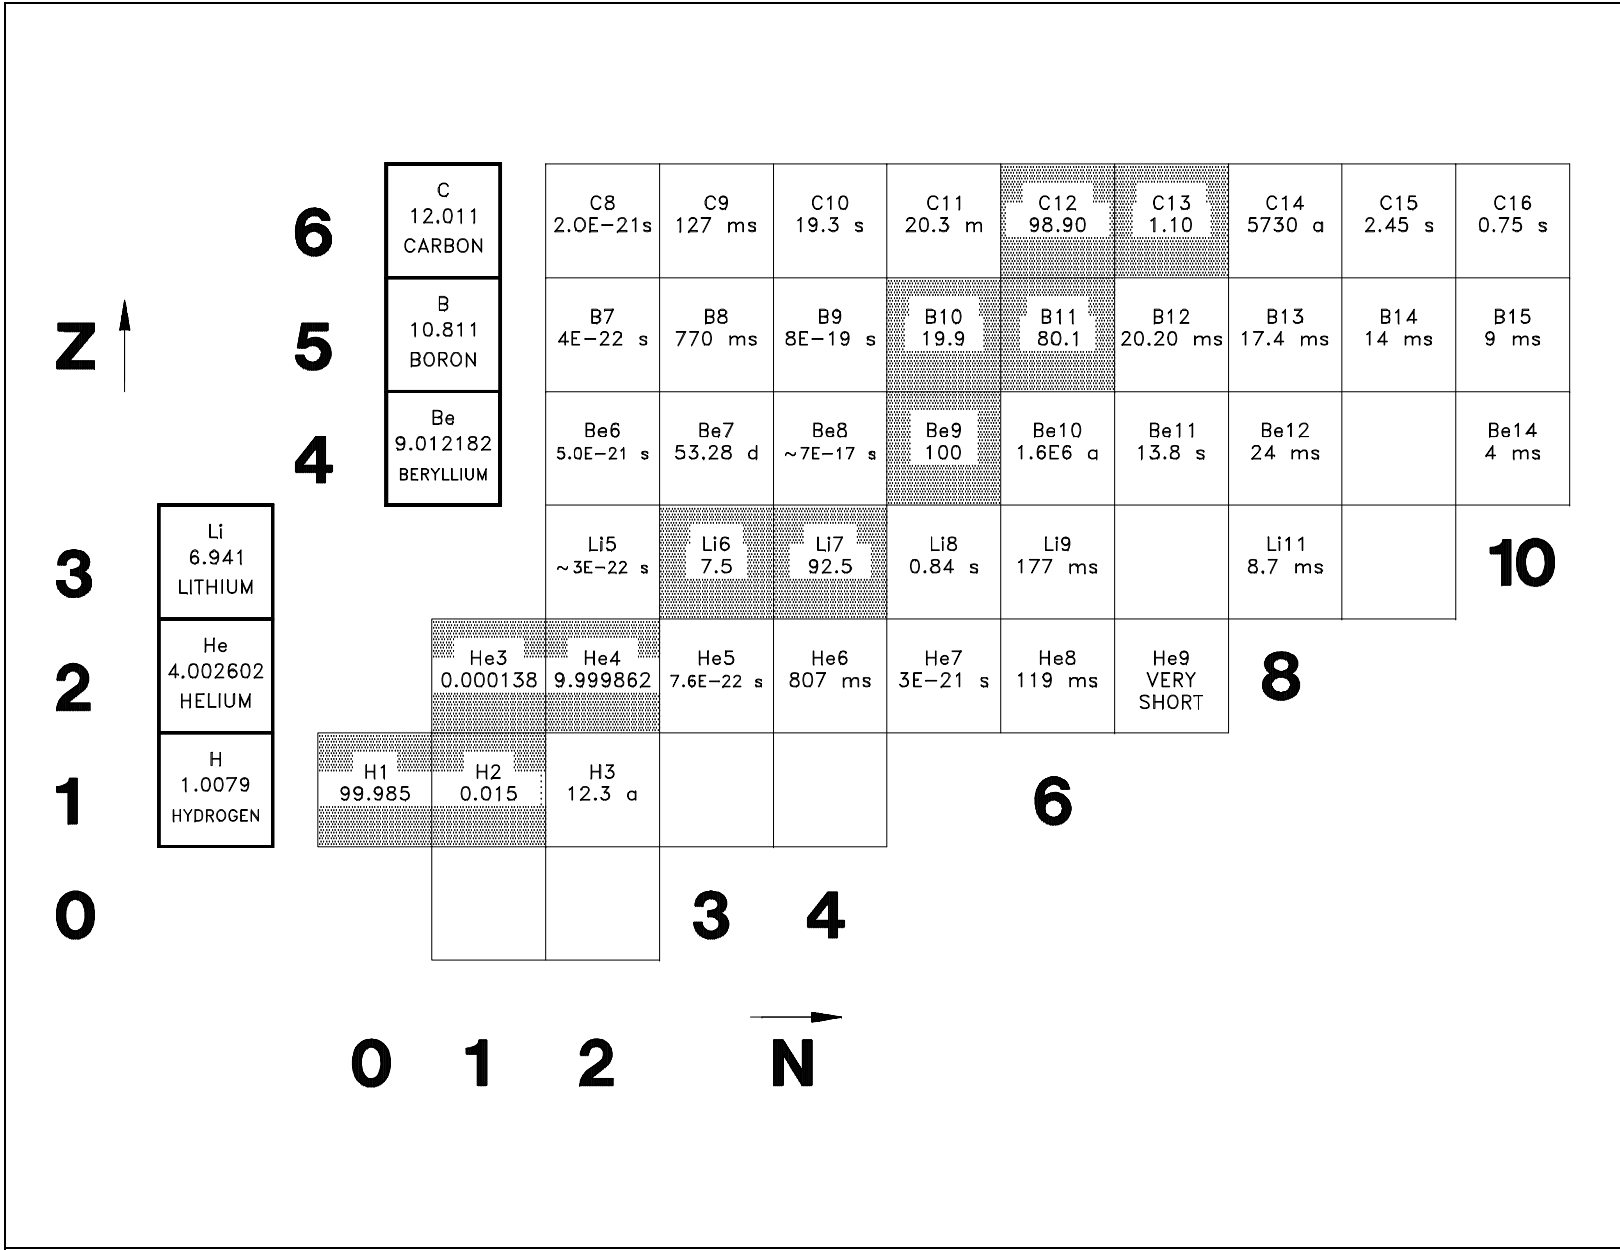 6
C
12.011
CARBON
C8
2.0E-21s
C9
127 ms
C10
19.3 s
C11
20.3 m
C12
98.90
C13
1.10
C14
5730 a
C15
2.45 s
C16
0.75 s
Z
5
B
10.811
BORON
B7
4E-22 s
B8
770 ms
B9
8E-19 s
B10
19.9
B11
80.1
B12
20.20 ms
B13
17.4 ms
B14
14 ms
B15
9 ms
4
Be
9.012182
BERYLLIUM
Be6
5.0E-21 s
Be7
53.28 d
Be8
~7E-17 s
Be9
100
Be10
1.6E6 a
Be11
13.8 s
Be12
24 ms
Be14
4 ms
3
Li
6.941
LITHIUM
Li5
~3E-22 s
Li6
7.5
Li7
92.5
Li8
0.84 s
Li9
177 ms
Li11
8.7 ms
10
2
He
4.002602
HELIUM
He3
0.000138
He4
9.999862
He5
7.6E-22 s
He6
807 ms
He7
3E-21 s
He8
119 ms
He9
VERY
SHORT
8
1
H
1.0079
HYDROGEN
H1
99.985
H2
0.015
H3
12.3 a
6
0
3
4
0
1
2
N